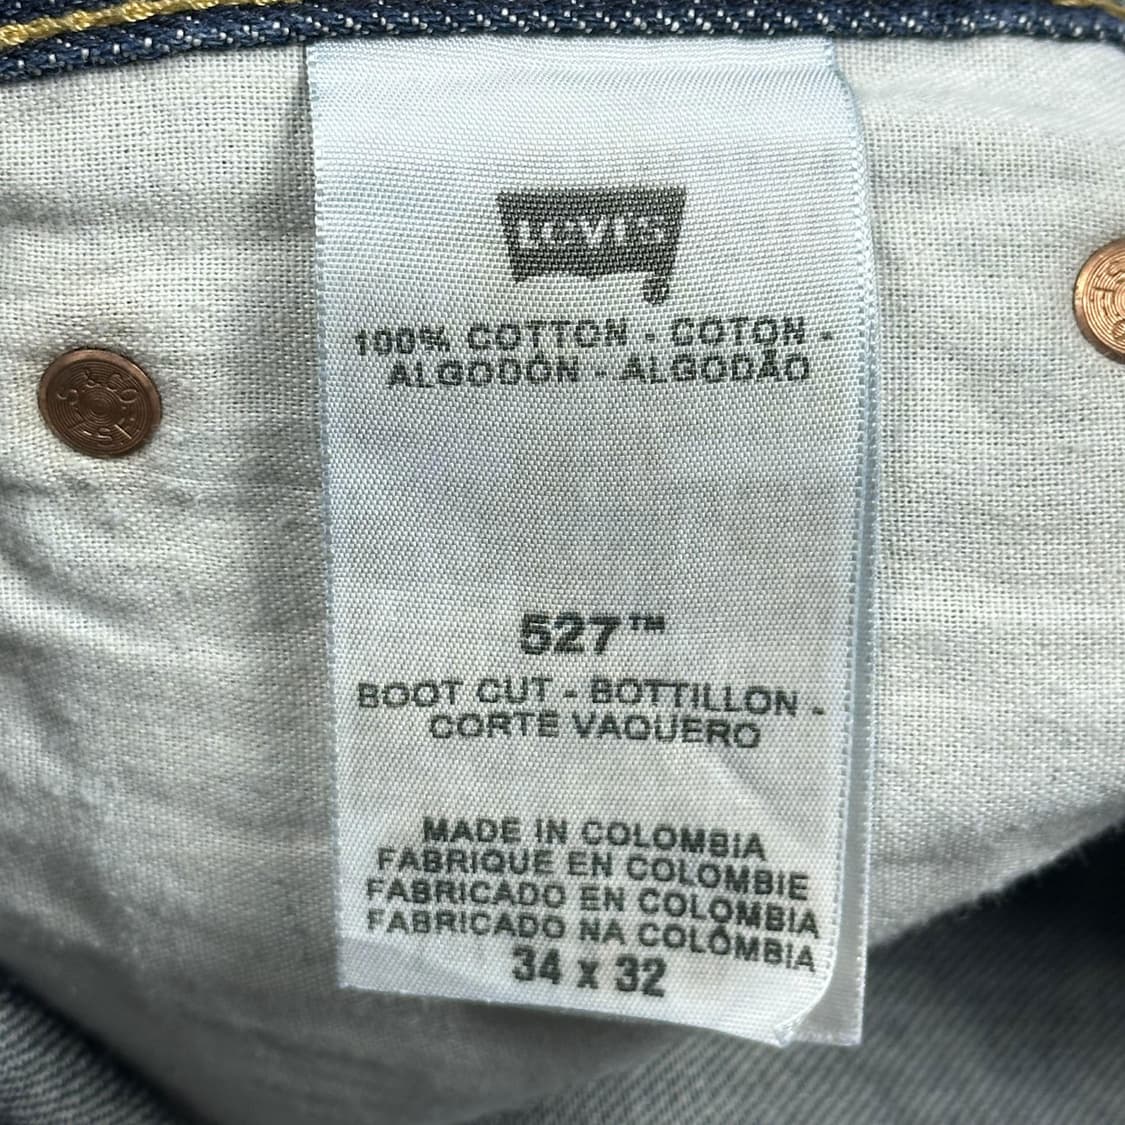 LEVI'S
®
100% COTTON - COTON -
ALGODÓN - ALGODÃO
527™
BOOT CUT - BOTTILLON -
CORTE VAQUERO
MADE IN COLOMBIA
FABRIQUE EN COLOMBIE
FABRICADO EN COLOMBIA
FABRICADO NA COLÔMBIA
34 x 32
L.S. & CO. S.F.